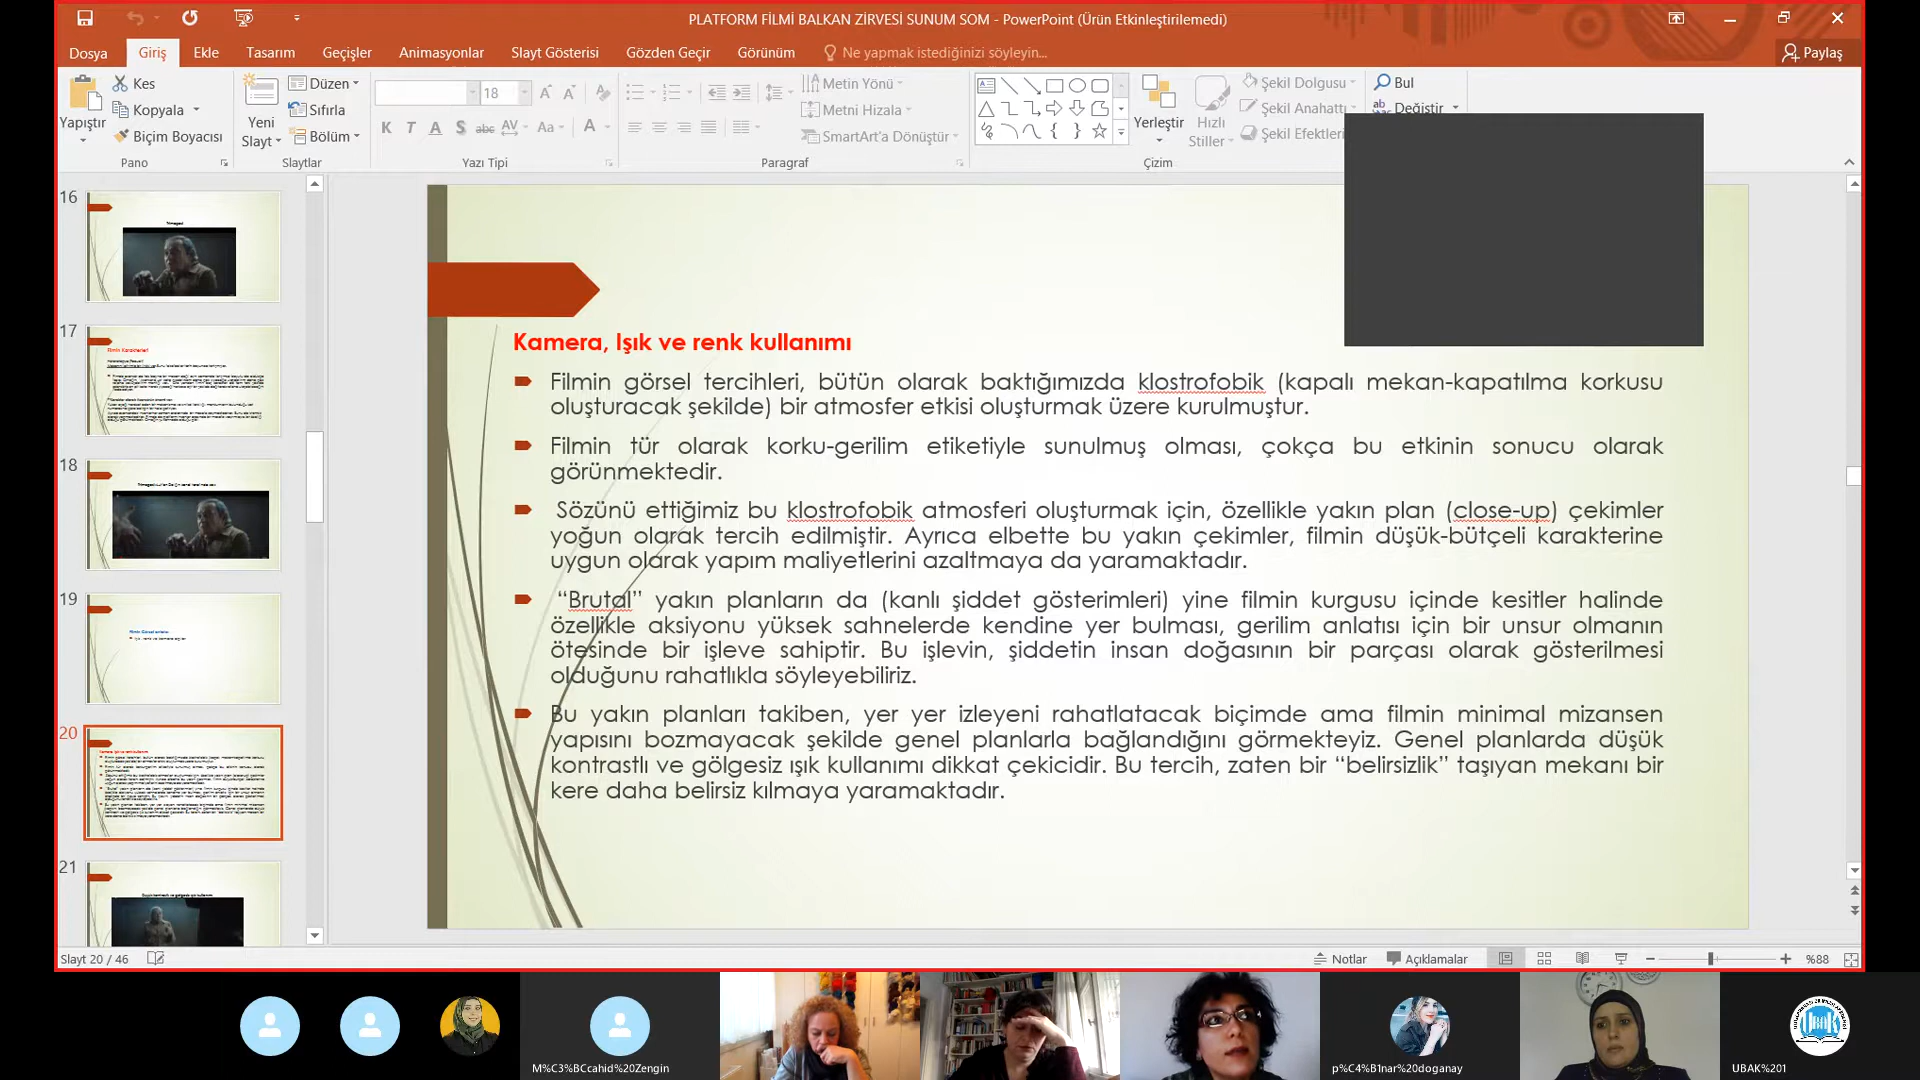 PLATFORM FİLMİ BALKAN ZİRVESİ SUNUM SOM - PowerPoint (Ürün Etkinleştirilemedi)
Dosya Giriş Ekle Tasarım Geçişler Animasyonlar Slayt Gösterisi Gözden Geçir Görünüm Ne yapmak istediğinizi söyleyin... Paylaş
Yapıştır
Kes
Kopyala
Biçim Boyacısı
Pano
Yeni
Slayt
Düzen
Sıfırla
Bölüm
Slaytlar
18
K T A S abc AV Aa A
Yazı Tipi
Metin Yönü
Metni Hizala
SmartArt'a Dönüştür
Paragraf
Yerleştir
Hızlı
Stiller
Şekil Dolgusu
Şekil Anahattı
Şekil Efektleri
Çizim
Bul
Değiştir
16
17
18
19
20
21
Kamera, Işık ve renk kullanımı
Filmin görsel tercihleri, bütün olarak baktığımızda klostrofobik (kapalı mekan-kapatılma korkusu
oluşturacak şekilde) bir atmosfer etkisi oluşturmak üzere kurulmuştur.
Filmin tür olarak korku-gerilim etiketiyle sunulmuş olması, çokça bu etkinin sonucu olarak
görünmektedir.
Sözünü ettiğimiz bu klostrofobik atmosferi oluşturmak için, özellikle yakın plan (close-up) çekimler
yoğun olarak tercih edilmiştir. Ayrıca elbette bu yakın çekimler, filmin düşük-bütçeli karakterine
uygun olarak yapım maliyetlerini azaltmaya da yaramaktadır.
“Brutal” yakın planların da (kanlı şiddet gösterimleri) yine filmin kurgusu içinde kesitler halinde
özellikle aksiyonu yüksek sahnelerde kendine yer bulması, gerilim anlatısı için bir unsur olmanın
ötesinde bir işleve sahiptir. Bu işlevin, şiddetin insan doğasının bir parçası olarak gösterilmesi
olduğunu rahatlıkla söyleyebiliriz.
Bu yakın planları takiben, yer yer izleyeni rahatlatacak biçimde ama filmin minimal mizansen
yapısını bozmayacak şekilde genel planlarla bağlandığını görmekteyiz. Genel planlarda düşük
kontrastlı ve gölgesiz ışık kullanımı dikkat çekicidir. Bu tercih, zaten bir “belirsizlik” taşıyan mekanı bir
kere daha belirsiz kılmaya yaramaktadır.
Slayt 20 / 46
Notlar Açıklamalar %88
M%C3%BCcahid%20Zengin
p%C4%B1nar%20doganay
UBAK
UBAK%201